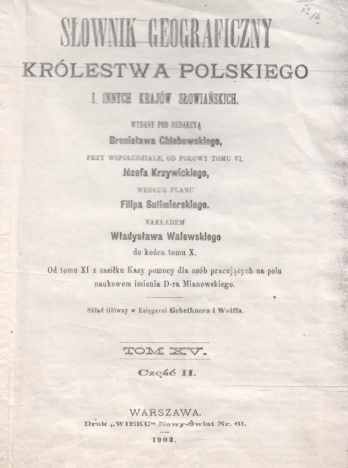 SŁOWNIK GEOGRAFICZNY
KRÓLESTWA POLSKIEGO
I INNYCH KRAJÓW SŁOWIAŃSKICH.
WYDANY POD REDAKCYĄ
Bronisława Chlebowskiego,
PRZY WSPÓŁUDZIALE, OD POŁOWY TOMU VI,
Józefa Krzywickiego,
WEDŁUG PLANU
Filipa Sulimierskiego.
NAKŁADEM
Władysława Walewskiego
do końca tomu X.
Od tomu XI z zasiłku Kasy pomocy dla osób pracujących na polu
naukowem imienia D-ra Mianowskiego.
Skład Główny w Księgarni Gebethnera i Wolffa.
TOM XV.
Część II.
WARSZAWA.
Druk „WIEKU“ Nowy-Świat Nr. 61.
1902.